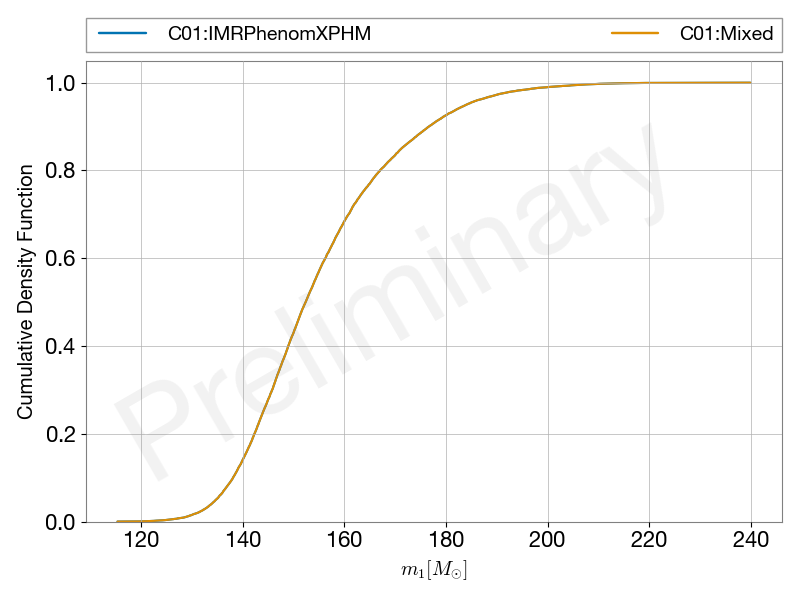 C01:IMRPhenomXPHM
C01:Mixed
Cumulative Density Function
1.0
0.8
0.6
0.4
0.2
0.0
Preliminary
120 140 160 180 200 220 240
m₁[M☉]